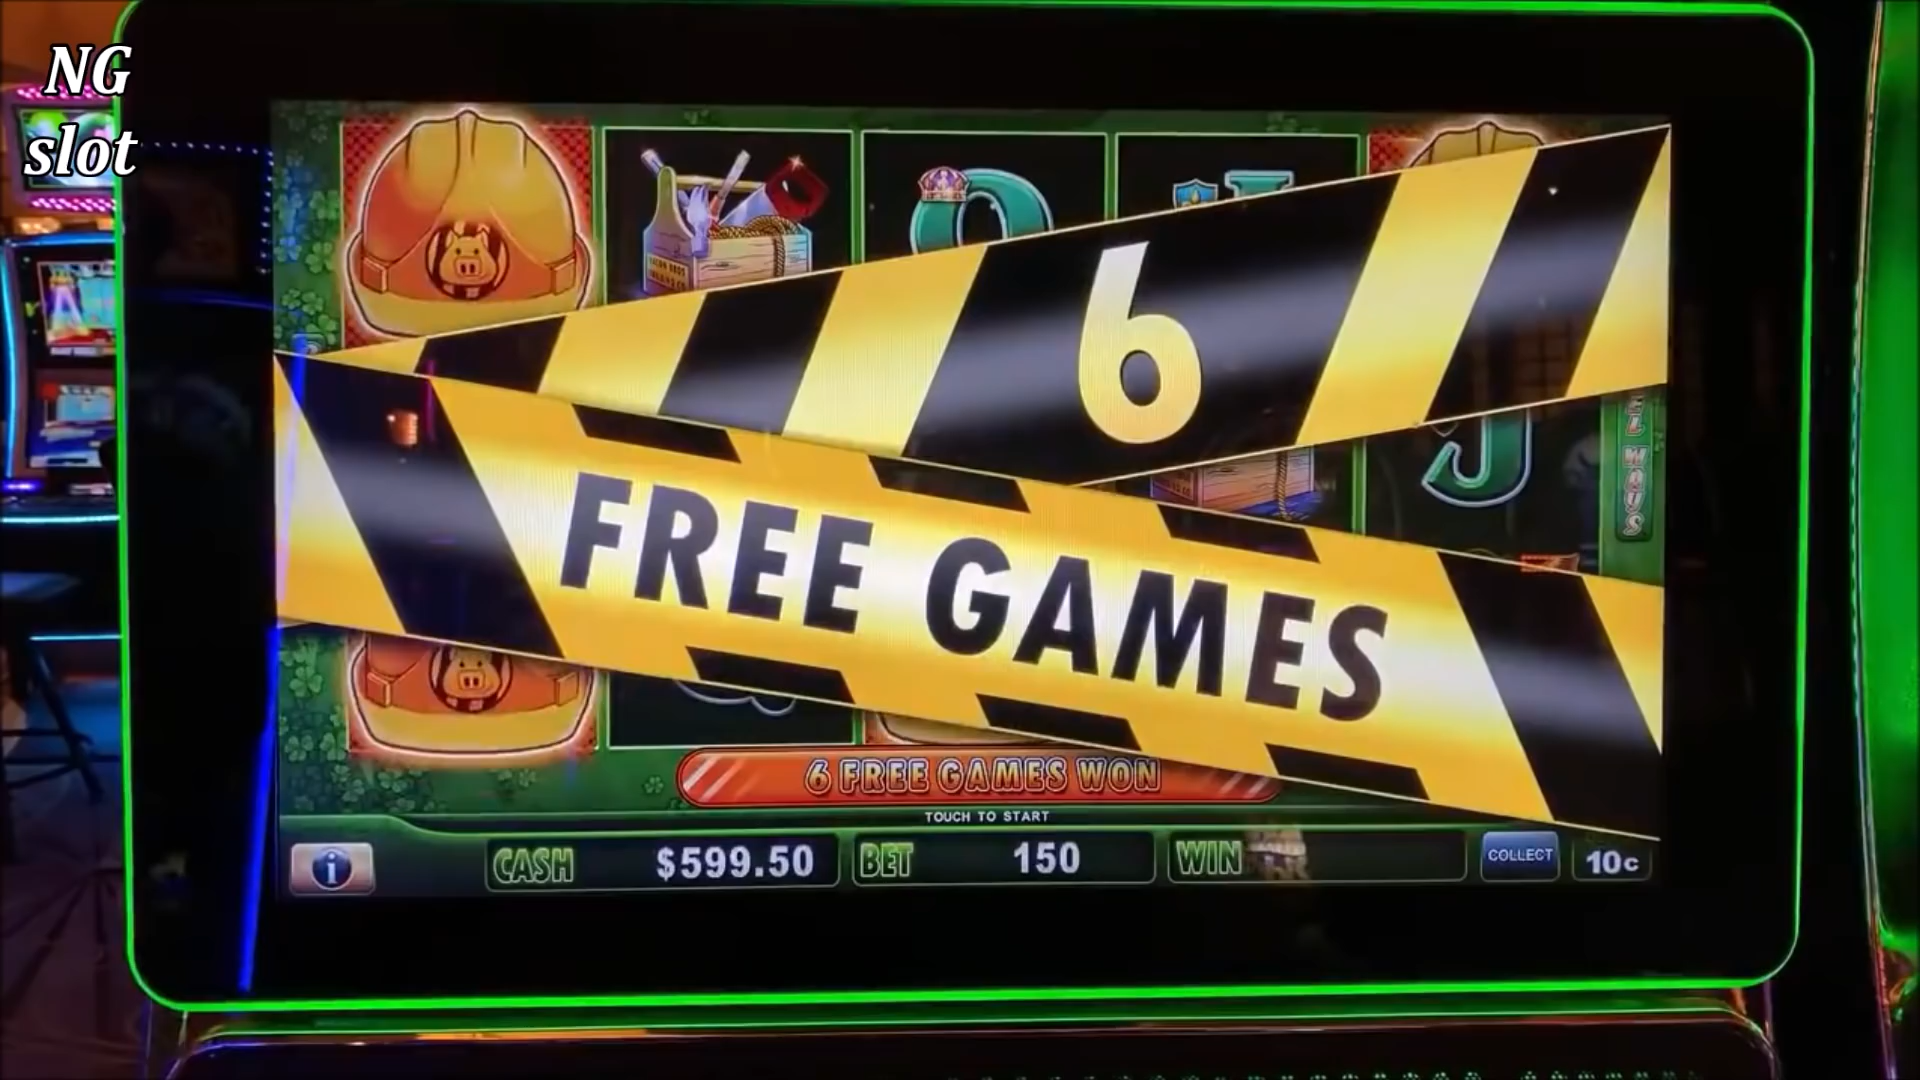 NG
slot
6
FREE GAMES
Q
J
WAYS
6 FREE GAMES WON
TOUCH TO START
CASH $599.50 BET 150 WIN COLLECT 10c